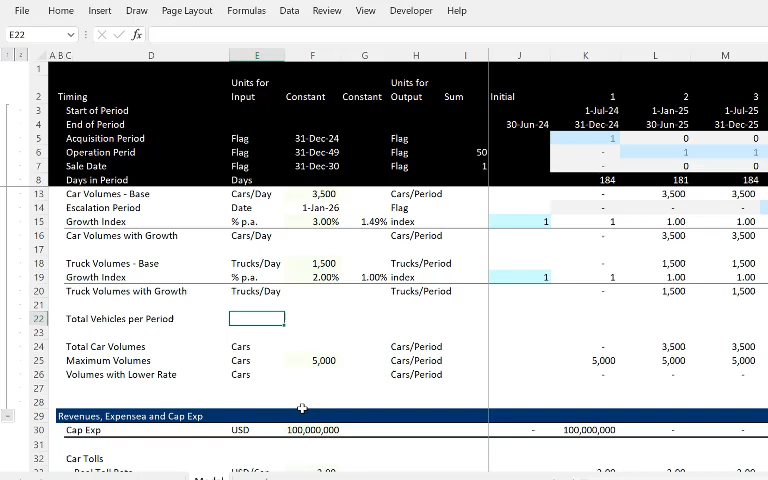 File Home Insert Draw Page Layout Formulas Data Review View Developer Help
E22 fx
1 2 A B C D E F G H I J K L M
1
Units for Units for
2 Timing Input Constant Constant Output Sum Initial 1 2 3
3 Start of Period 1-Jul-24 1-Jan-25 1-Jul-25
4 End of Period 30-Jun-24 31-Dec-24 30-Jun-25 31-Dec-25
5 Acquisition Period Flag 31-Dec-24 Flag 1 0 0
6 Operation Perid Flag 31-Dec-49 Flag 50 - 1 1
7 Sale Date Flag 31-Dec-30 Flag 1 - 0 0
8 Days in Period Days 184 181 184
13 Car Volumes - Base Cars/Day 3,500 Cars/Period - 3,500 3,500
14 Escalation Period Date 1-Jan-26 Flag - - -
15 Growth Index % p.a. 3.00% 1.49% index 1 1 1.00 1.00
16 Car Volumes with Growth Cars/Day Cars/Period - 3,500 3,500
17
18 Truck Volumes - Base Trucks/Day 1,500 Trucks/Period - 1,500 1,500
19 Growth Index % p.a. 2.00% 1.00% index 1 1 1.00 1.00
20 Truck Volumes with Growth Trucks/Day Trucks/Period - 1,500 1,500
21
22 Total Vehicles per Period
23
24 Total Car Volumes Cars Cars/Period - 3,500 3,500
25 Maximum Volumes Cars 5,000 Cars/Period 5,000 5,000 5,000
26 Volumes with Lower Rate Cars Cars/Period - - -
27
28
29 Revenues, Expensea and Cap Exp
30 Cap Exp USD 100,000,000 - 100,000,000 - -
31
32 Car Tolls